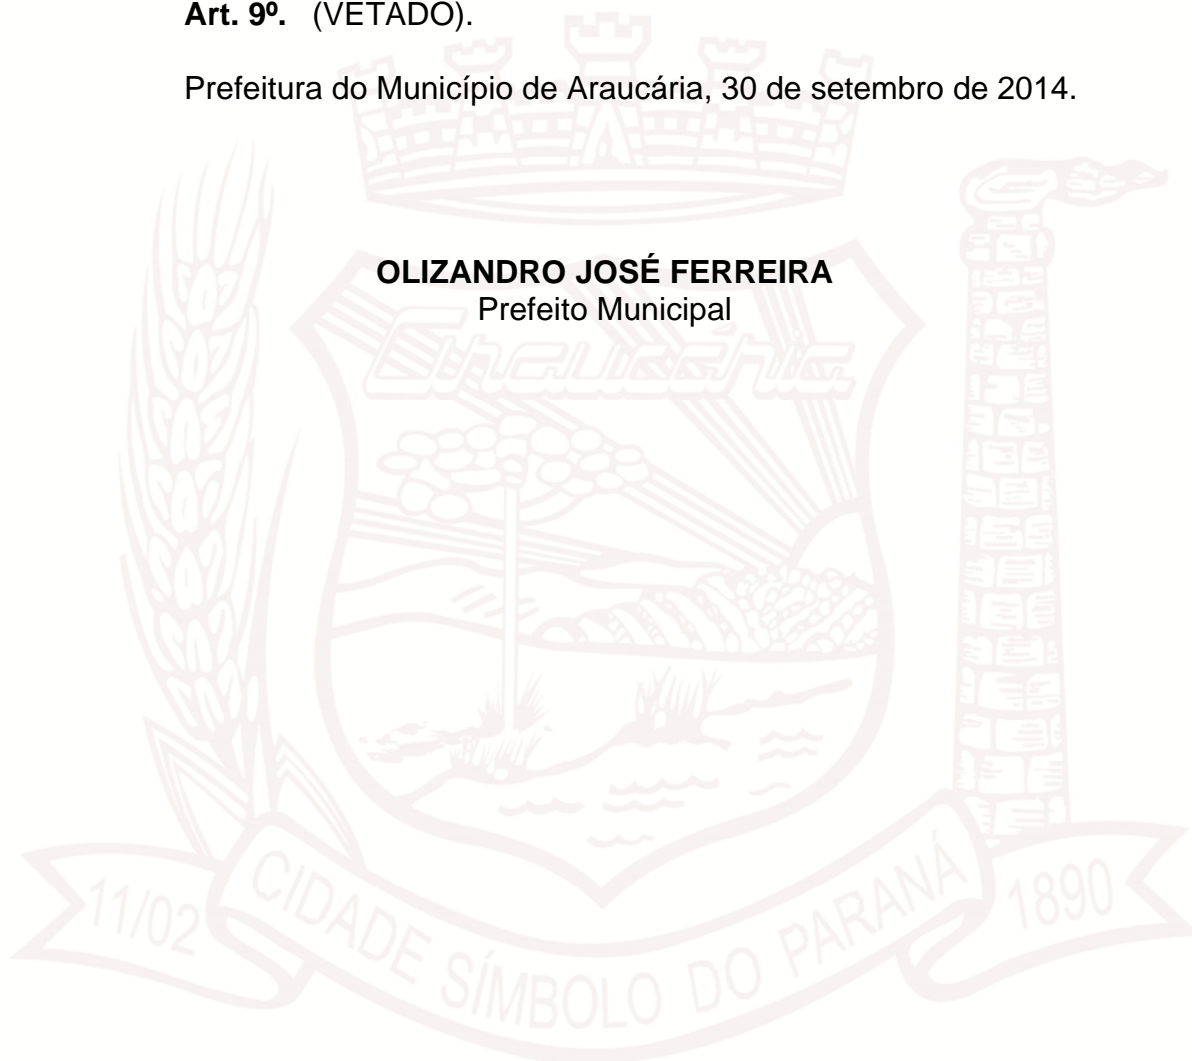 Art. 9º. (VETADO).
Prefeitura do Município de Araucária, 30 de setembro de 2014.
OLIZANDRO JOSÉ FERREIRA
Prefeito Municipal
Araucária
11/02 CIDADE SÍMBOLO DO PARANÁ 1890